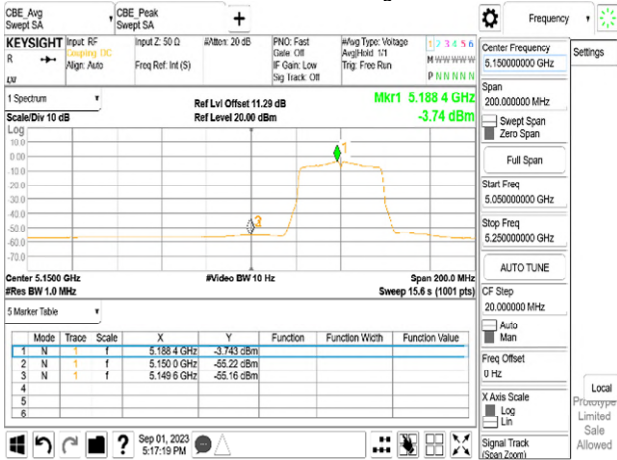 CBE_Avg
Swept SA
CBE_Peak
Swept SA
+
Frequency
KEYSIGHT
R
Input: RF
Coupling: DC
Align: Auto
Input Z: 50 Ω
Freq Ref: Int (S)
#Atten: 20 dB
PNO: Fast
Gate: Off
IF Gain: Low
Sig Track: Off
#Avg Type: Voltage
Avg|Hold: 1/1
Trig: Free Run
1 2 3 4 5 6
M W W W W W
P N N N N N
1 Spectrum
Scale/Div 10 dB
Ref Lvl Offset 11.29 dB
Ref Level 20.00 dBm
Mkr1 5.188 4 GHz
-3.74 dBm
Log
10.0
0.00
-10.0
-20.0
-30.0
-40.0
-50.0
-60.0
-70.0
1
3
Center 5.1500 GHz
#Res BW 1.0 MHz
#Video BW 10 Hz
Span 200.0 MHz
Sweep 15.6 s (1001 pts)
5 Marker Table
Mode Trace Scale X Y Function Function Width Function Value
1 N 1 f 5.188 4 GHz -3.743 dBm
2 N 1 f 5.150 0 GHz -55.22 dBm
3 N 1 f 5.149 6 GHz -55.16 dBm
4
5
6
Sep 01, 2023
5:17:19 PM
Center Frequency
5.150000000 GHz
Span
200.000000 MHz
Swept Span
Zero Span
Full Span
Start Freq
5.050000000 GHz
Stop Freq
5.250000000 GHz
AUTO TUNE
CF Step
20.000000 MHz
Auto
Man
Freq Offset
0 Hz
X Axis Scale
Log
Lin
Signal Track
(Span Zoom)
Settings
Local
Prototype
Limited
Sale
Allowed